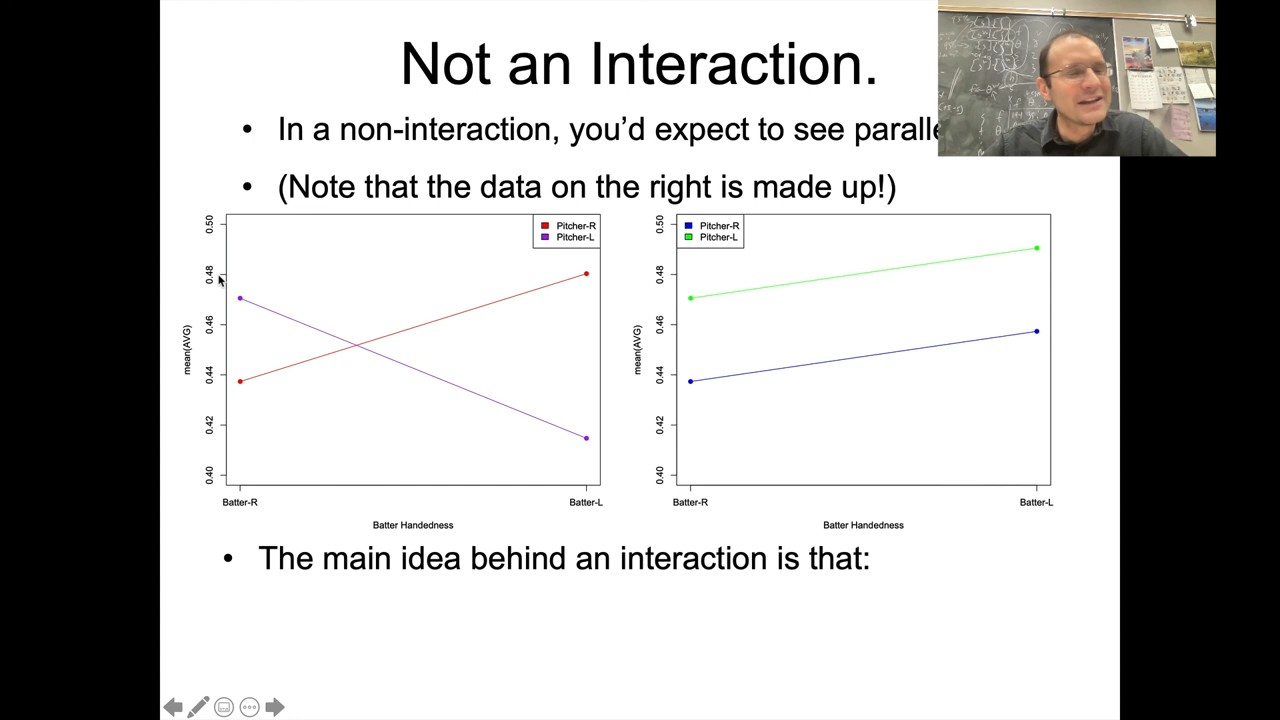 Not an Interaction.
• In a non-interaction, you'd expect to see
• (Note that the data on the right is made up!)
Pitcher-R
Pitcher-L
0.50
0.48
0.46
0.44
0.42
0.40
mean(AVG)
Batter-R
Batter-L
Batter Handedness
Pitcher-R
Pitcher-L
0.50
0.48
0.46
0.44
0.42
0.40
mean(AVG)
Batter-R
Batter-L
Batter Handedness
• The main idea behind an interaction is that: